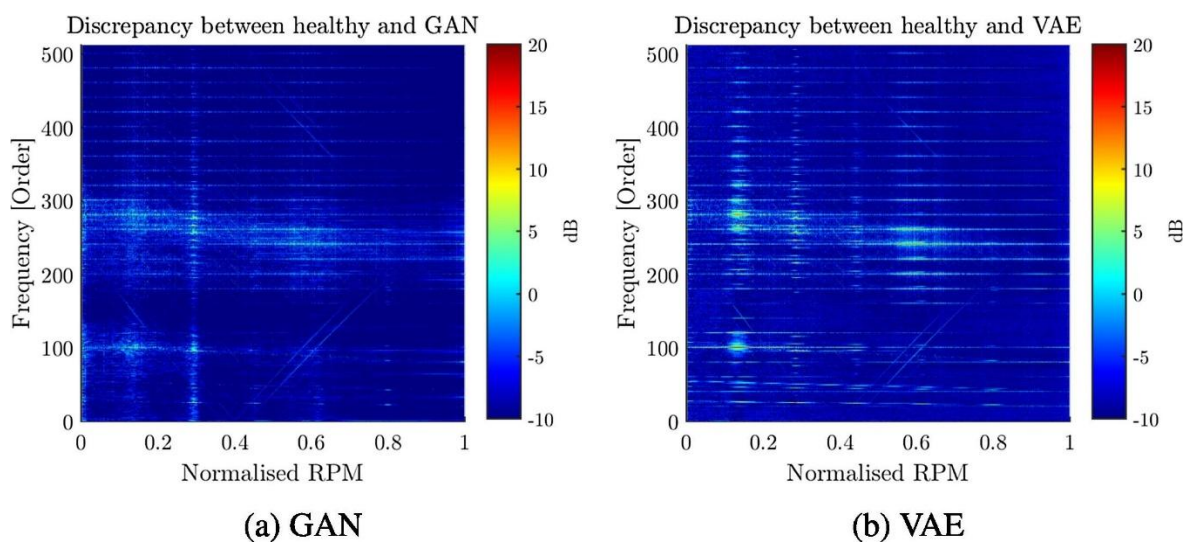 Discrepancy between healthy and GAN
500
400
300
200
100
0
Frequency [Order]
0 0.2 0.4 0.6 0.8 1
Normalised RPM
20
15
10
5
0
-5
-10
dB
(a) GAN
Discrepancy between healthy and VAE
500
400
300
200
100
0
Frequency [Order]
0 0.2 0.4 0.6 0.8 1
Normalised RPM
20
15
10
5
0
-5
-10
dB
(b) VAE